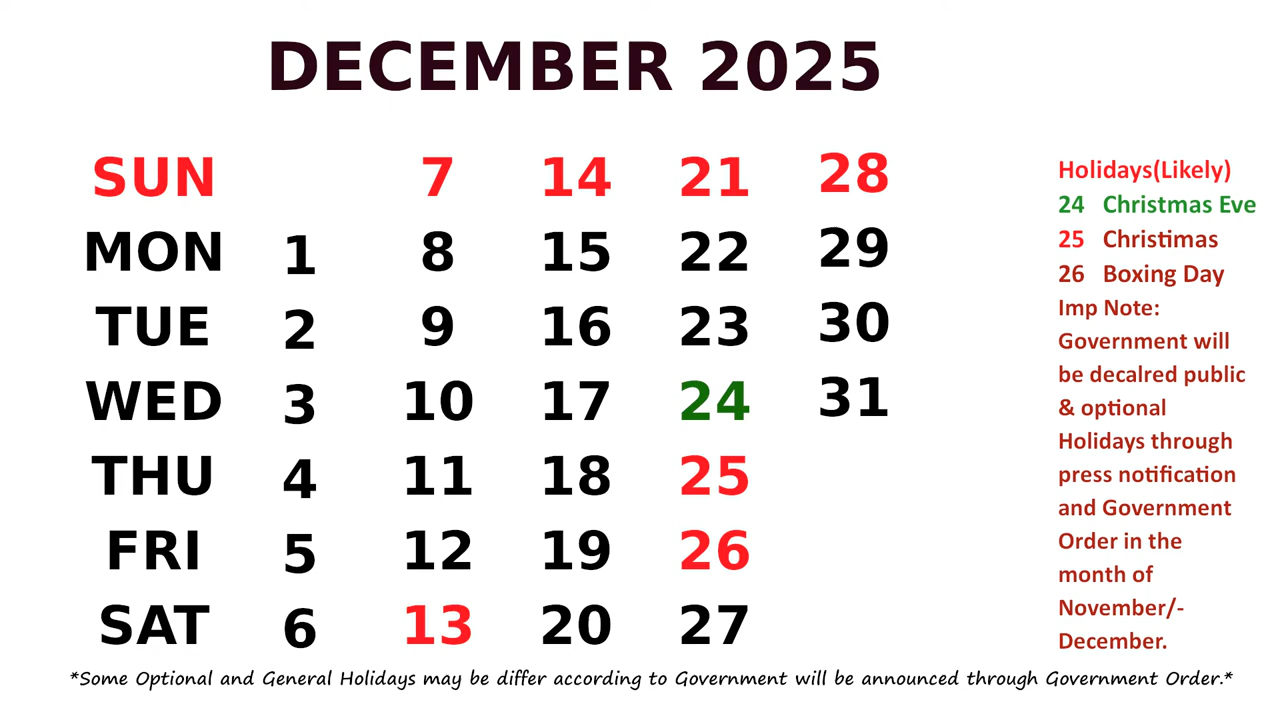 DECEMBER 2025
SUN 7 14 21 28
MON 1 8 15 22 29
TUE 2 9 16 23 30
WED 3 10 17 24 31
THU 4 11 18 25
FRI 5 12 19 26
SAT 6 13 20 27
Holidays(Likely)
24 Christmas Eve
25 Christimas
26 Boxing Day
Imp Note:
Government will
be decalred public
& optional
Holidays through
press notification
and Government
Order in the
month of
November/-
December.
*Some Optional and General Holidays may be differ according to Government will be announced through Government Order.*